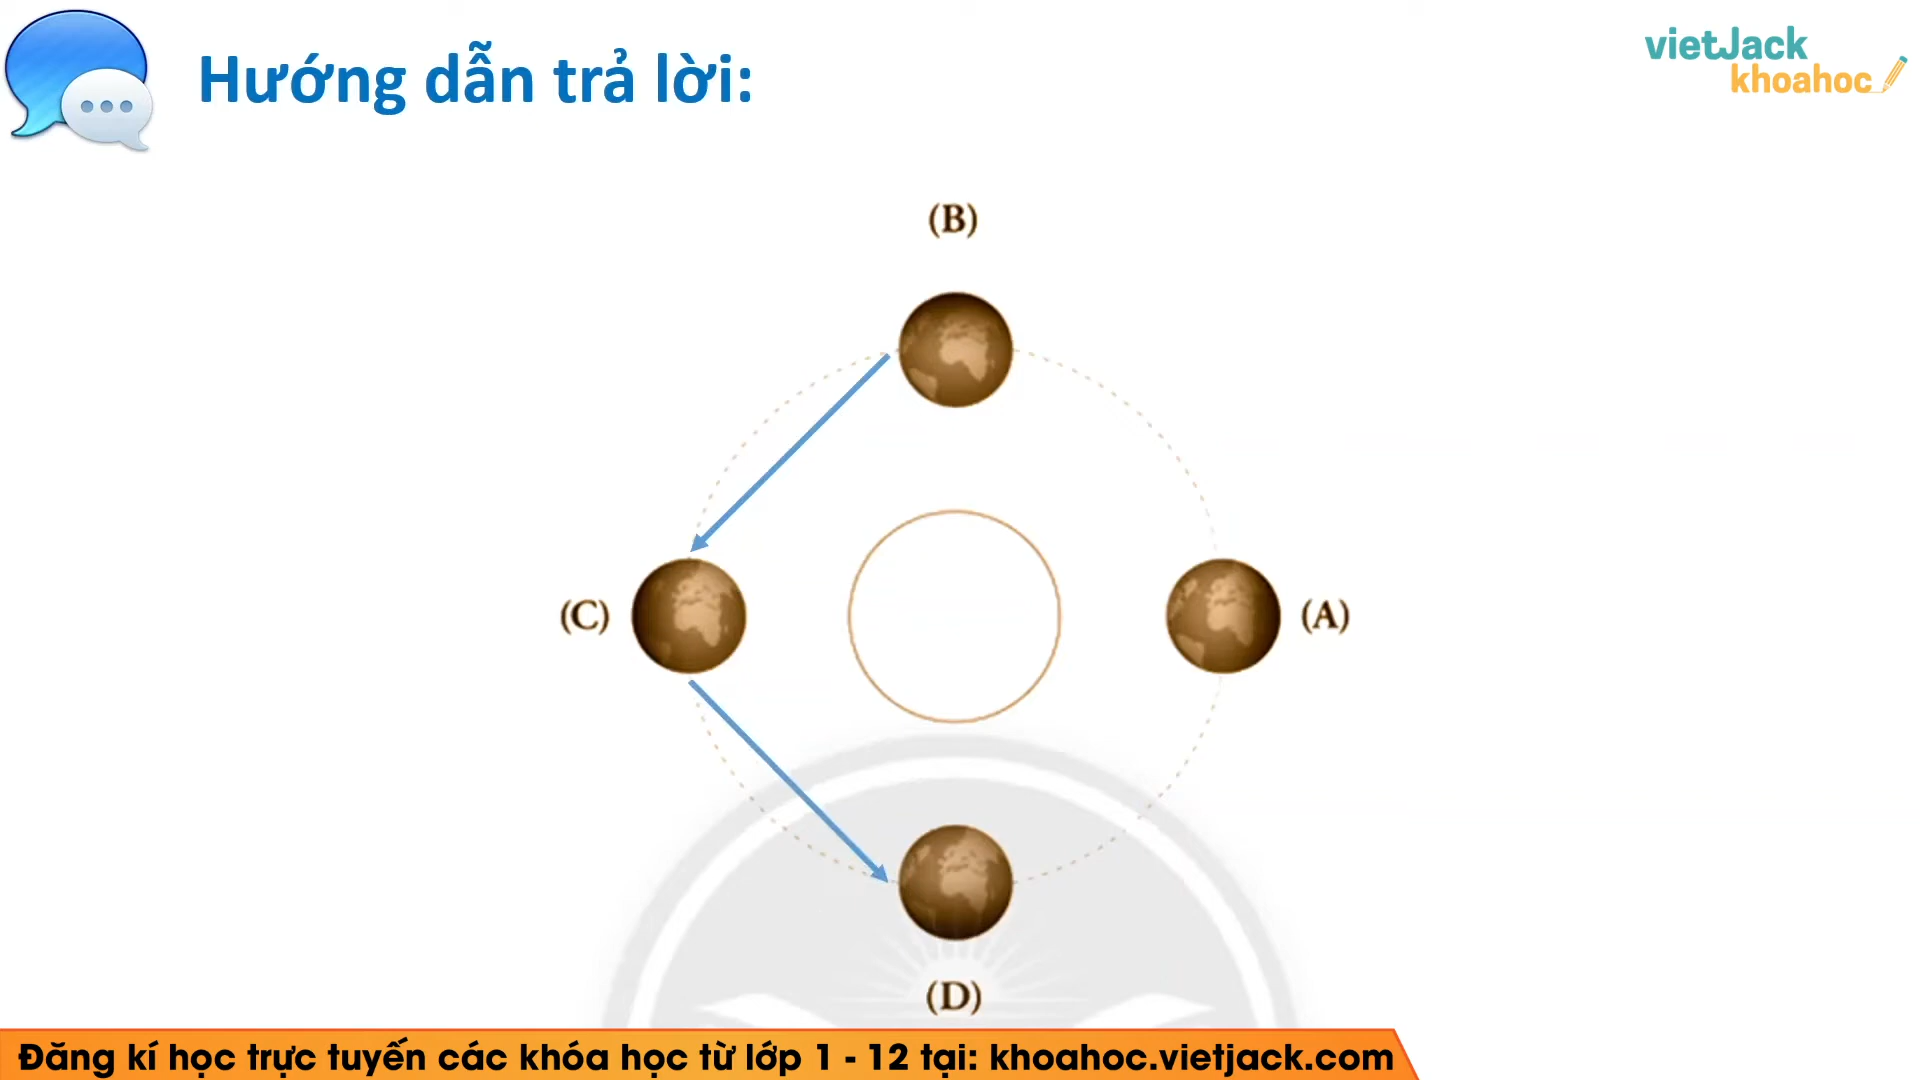 Hướng dẫn trả lời:
vietJack
khoahoc
(B)
(C)
(A)
(D)
Đăng kí học trực tuyến các khóa học từ lớp 1 - 12 tại: khoahoc.vietjack.com